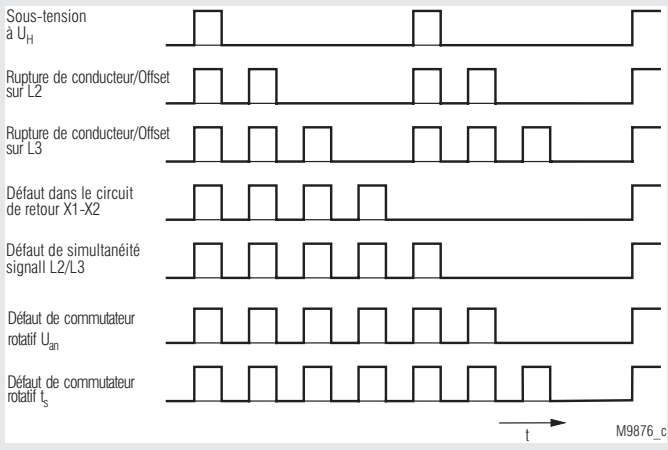 Sous-tension
à U_H
Rupture de conducteur/Offset
sur L2
Rupture de conducteur/Offset
sur L3
Défaut dans le circuit
de retour X1-X2
Défaut de simultanéité
signall L2/L3
Défaut de commutateur
rotatif U_an
Défaut de commutateur
rotatif t_s
t
M9876_c